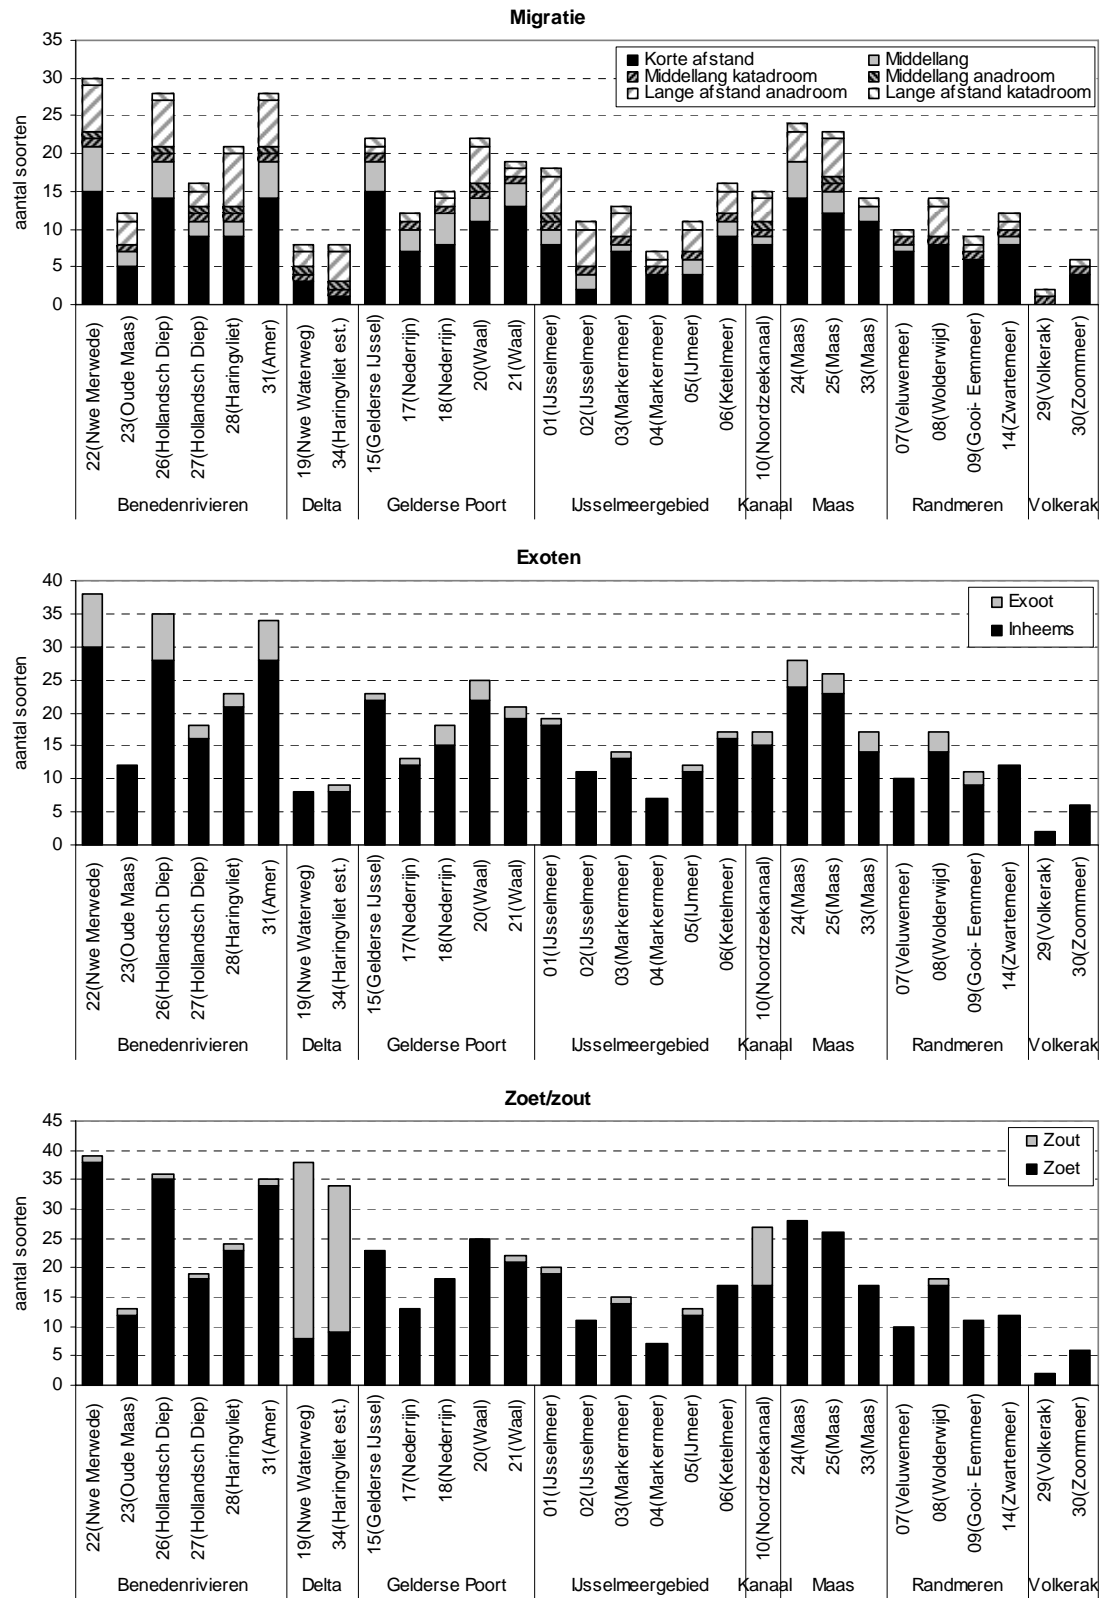 Migratie
35
30
25
20
15
10
5
0
aantal soorten
Korte afstand
Middellang
Middellang katadroom
Middellang anadroom
Lange afstand anadroom
Lange afstand katadroom
22(Nwe Merwede)
23(Oude Maas)
26(Hollandsch Diep)
27(Hollandsch Diep)
28(Haringvliet)
31(Amer)
19(Nwe Waterweg)
34(Haringvliet est.)
15(Gelderse IJssel)
17(Nederrijn)
18(Nederrijn)
20(Waal)
21(Waal)
01(IJsselmeer)
02(IJsselmeer)
03(Markermeer)
04(Markermeer)
05(IJmeer)
06(Ketelmeer)
10(Noordzeekanaal)
24(Maas)
25(Maas)
33(Maas)
07(Veluwemeer)
08(Wolderwijd)
09(Gooi- Eemmeer)
14(Zwartemeer)
29(Volkerak)
30(Zoommeer)
Benedenrivieren
Delta
Gelderse Poort
IJsselmeergebied
Kanaal
Maas
Randmeren
Volkerak
Exoten
40
35
30
25
20
15
10
5
0
aantal soorten
Exoot
Inheems
22(Nwe Merwede)
23(Oude Maas)
26(Hollandsch Diep)
27(Hollandsch Diep)
28(Haringvliet)
31(Amer)
19(Nwe Waterweg)
34(Haringvliet est.)
15(Gelderse IJssel)
17(Nederrijn)
18(Nederrijn)
20(Waal)
21(Waal)
01(IJsselmeer)
02(IJsselmeer)
03(Markermeer)
04(Markermeer)
05(IJmeer)
06(Ketelmeer)
10(Noordzeekanaal)
24(Maas)
25(Maas)
33(Maas)
07(Veluwemeer)
08(Wolderwijd)
09(Gooi- Eemmeer)
14(Zwartemeer)
29(Volkerak)
30(Zoommeer)
Benedenrivieren
Delta
Gelderse Poort
IJsselmeergebied
Kanaal
Maas
Randmeren
Volkerak
Zoet/zout
45
40
35
30
25
20
15
10
5
0
aantal soorten
Zout
Zoet
22(Nwe Merwede)
23(Oude Maas)
26(Hollandsch Diep)
27(Hollandsch Diep)
28(Haringvliet)
31(Amer)
19(Nwe Waterweg)
34(Haringvliet est.)
15(Gelderse IJssel)
17(Nederrijn)
18(Nederrijn)
20(Waal)
21(Waal)
01(IJsselmeer)
02(IJsselmeer)
03(Markermeer)
04(Markermeer)
05(IJmeer)
06(Ketelmeer)
10(Noordzeekanaal)
24(Maas)
25(Maas)
33(Maas)
07(Veluwemeer)
08(Wolderwijd)
09(Gooi- Eemmeer)
14(Zwartemeer)
29(Volkerak)
30(Zoommeer)
Benedenrivieren
Delta
Gelderse Poort
IJsselmeergebied
Kanaal
Maas
Randmeren
Volkerak